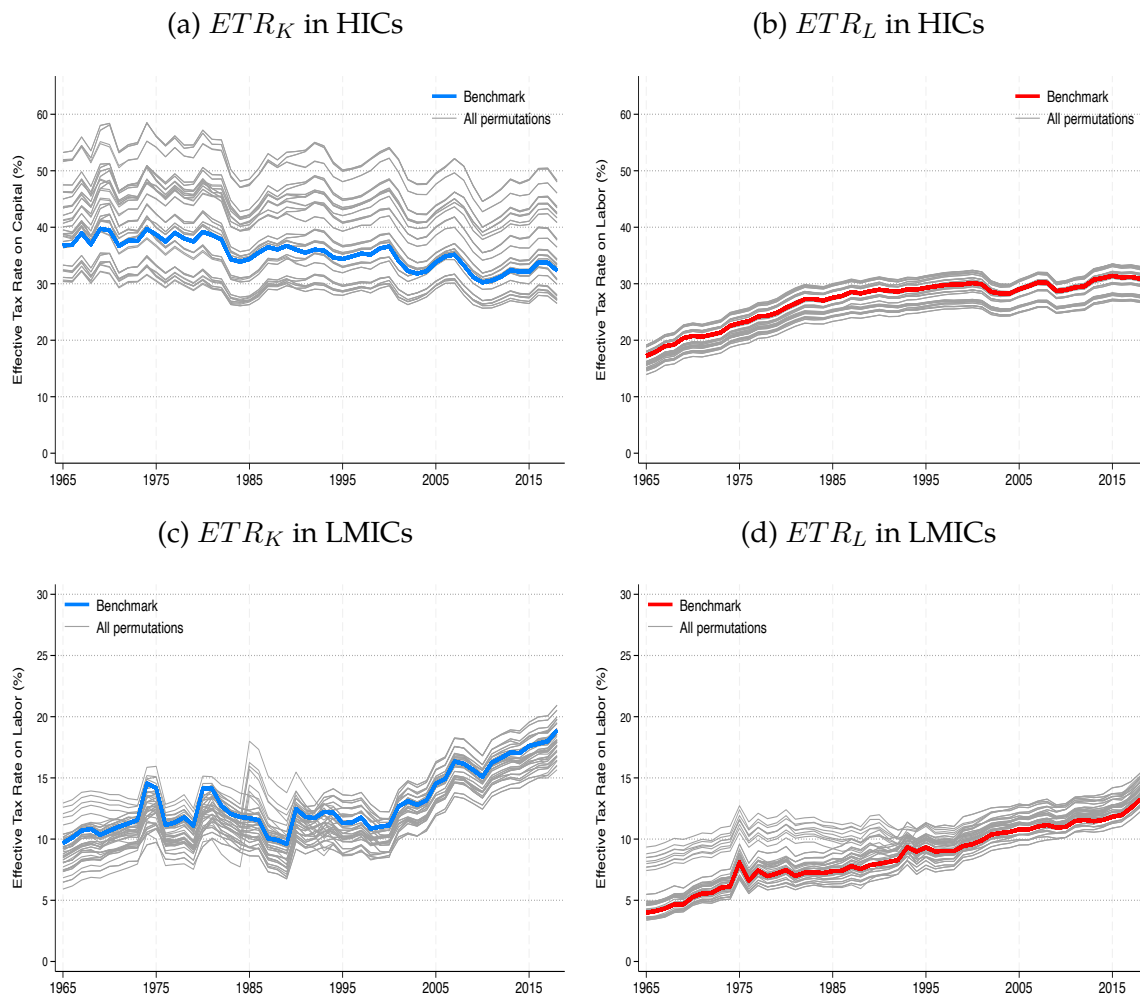 (a) ETR_K in HICs
Effective Tax Rate on Capital (%)
Benchmark
All permutations
60
50
40
30
20
10
0
1965 1975 1985 1995 2005 2015
(b) ETR_L in HICs
Effective Tax Rate on Labor (%)
Benchmark
All permutations
60
50
40
30
20
10
0
1965 1975 1985 1995 2005 2015
(c) ETR_K in LMICs
Effective Tax Rate on Labor (%)
Benchmark
All permutations
30
25
20
15
10
5
0
1965 1975 1985 1995 2005 2015
(d) ETR_L in LMICs
Effective Tax Rate on Labor (%)
Benchmark
All permutations
30
25
20
15
10
5
0
1965 1975 1985 1995 2005 2015